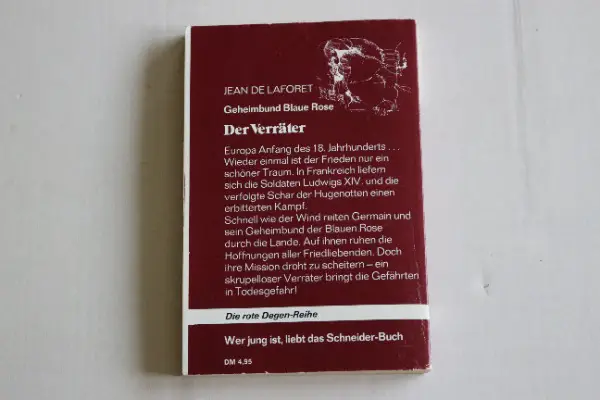 JEAN DE LAFORET
Geheimbund Blaue Rose
Der Verräter
Europa Anfang des 18. Jahrhunderts ...
Wieder einmal ist der Frieden nur ein
schöner Traum. In Frankreich liefern
sich die Soldaten Ludwigs XIV. und die
verfolgte Schar der Hugenotten einen
erbitterten Kampf.
Schnell wie der Wind reiten Germain und
sein Geheimbund der Blauen Rose
durch die Lande. Auf ihnen ruhen die
Hoffnungen aller Friedliebenden. Doch
ihre Mission droht zu scheitern – ein
skrupelloser Verräter bringt die Gefährten
in Todesgefahr!
Die rote Degen-Reihe
Wer jung ist, liebt das Schneider-Buch
DM 4,95